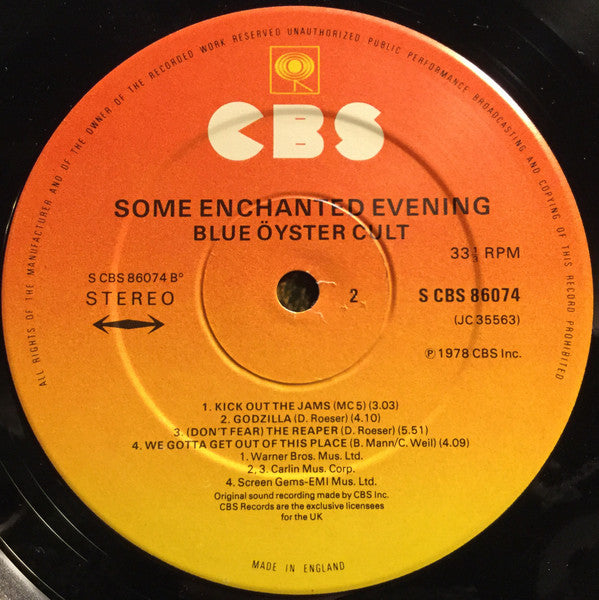 ALL RIGHTS OF THE MANUFACTURER AND OF THE OWNER OF THE RECORDED WORK RESERVED UNAUTHORIZED PUBLIC PERFORMANCE BROADCASTING AND COPYING OF THIS RECORD PROHIBITED
CBS
SOME ENCHANTED EVENING
BLUE ÖYSTER CULT
33⅓ RPM
S CBS 86074 B°
STEREO
2
S CBS 86074
(JC 35563)
℗ 1978 CBS Inc.
1. KICK OUT THE JAMS (MC5) (3.03)
2. GODZILLA (D. Roeser) (4.10)
3. (DON'T FEAR) THE REAPER (D. Roeser) (5.51)
4. WE GOTTA GET OUT OF THIS PLACE (B. Mann/C. Weil) (4.09)
1. Warner Bros. Mus. Ltd.
2, 3. Carlin Mus. Corp.
4. Screen Gems-EMI Mus. Ltd.
Original sound recording made by CBS Inc.
CBS Records are the exclusive licensees
for the UK
MADE IN ENGLAND